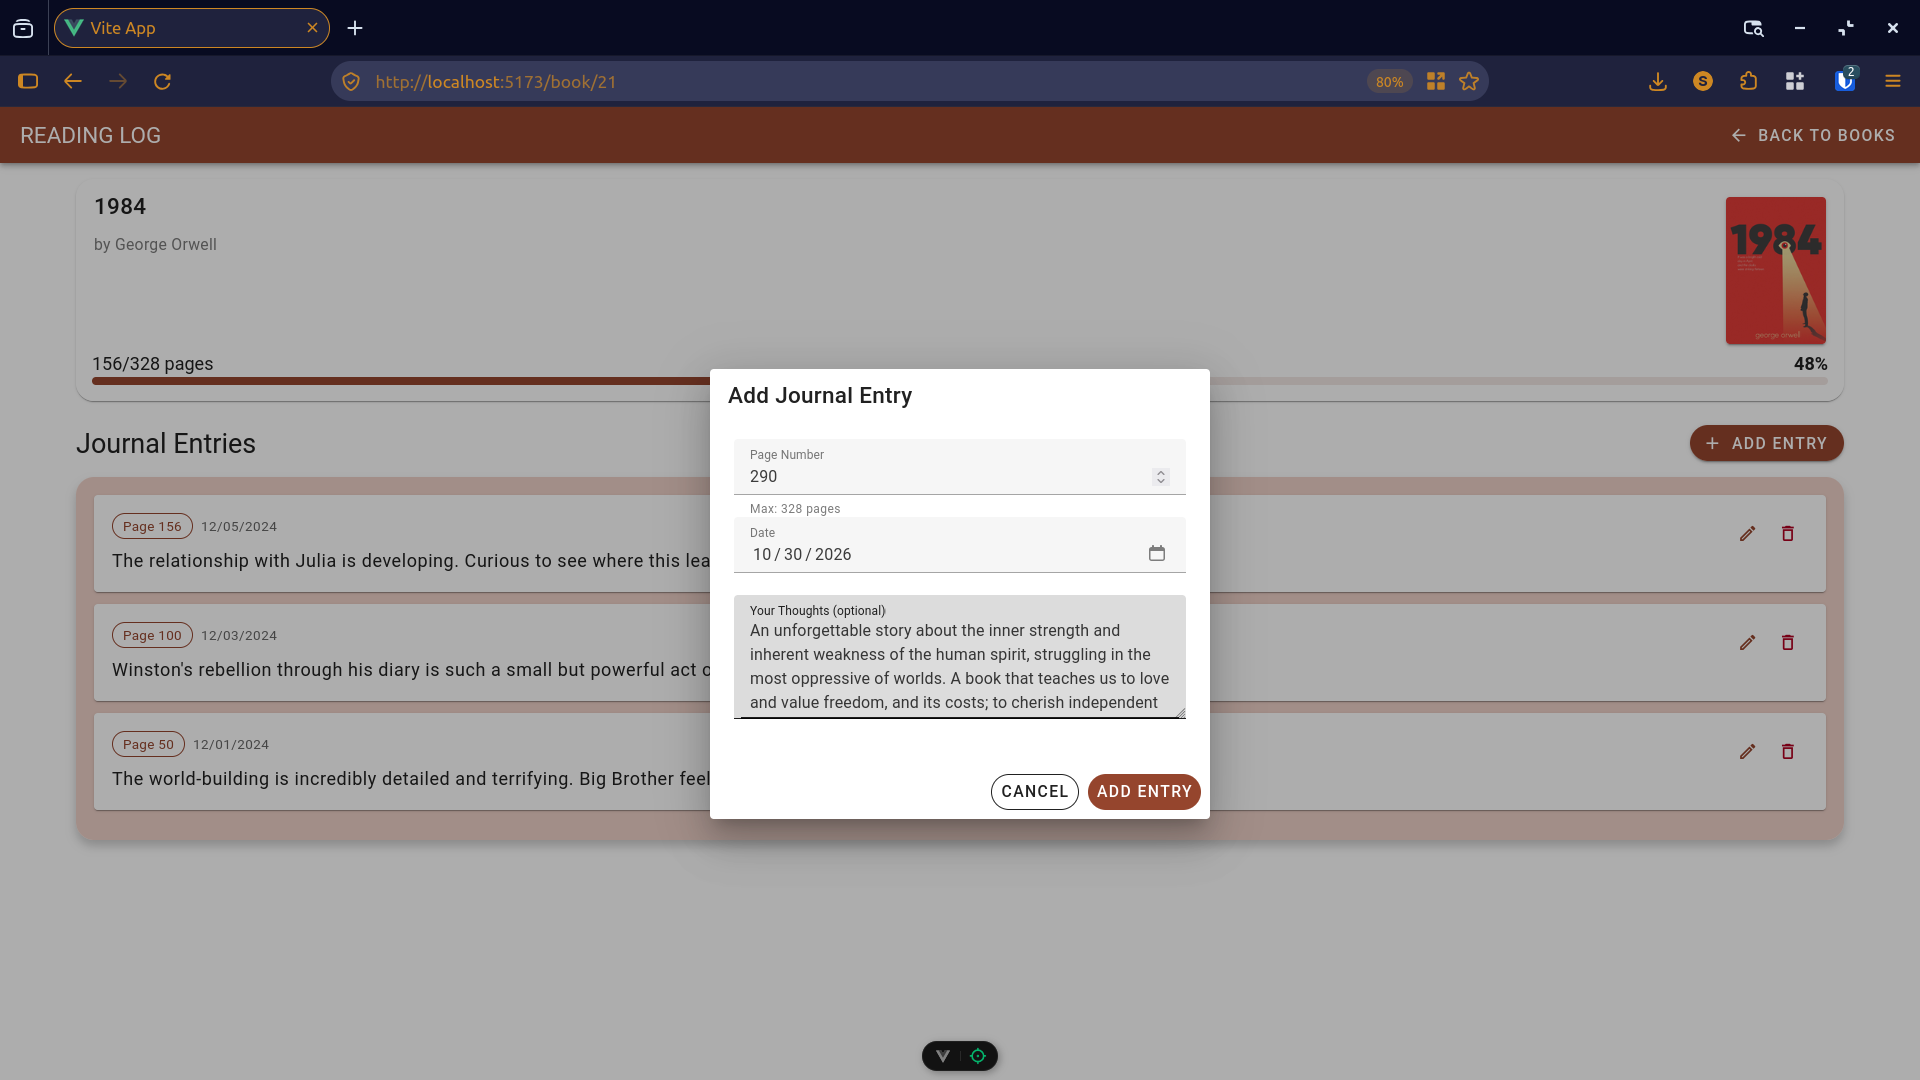 Vite App
http://localhost:5173/book/21
80%
S
2
READING LOG
BACK TO BOOKS
1984
by George Orwell
1984
george orwell
156/328 pages
48%
Journal Entries
ADD ENTRY
Page 156 12/05/2024
The relationship with Julia is developing. Curious to see where this lea
Page 100 12/03/2024
Winston's rebellion through his diary is such a small but powerful act o
Page 50 12/01/2024
The world-building is incredibly detailed and terrifying. Big Brother feel
Add Journal Entry
Page Number
290
Max: 328 pages
Date
10/30/2026
Your Thoughts (optional)
An unforgettable story about the inner strength and
inherent weakness of the human spirit, struggling in the
most oppressive of worlds. A book that teaches us to love
and value freedom, and its costs; to cherish independent
CANCEL
ADD ENTRY